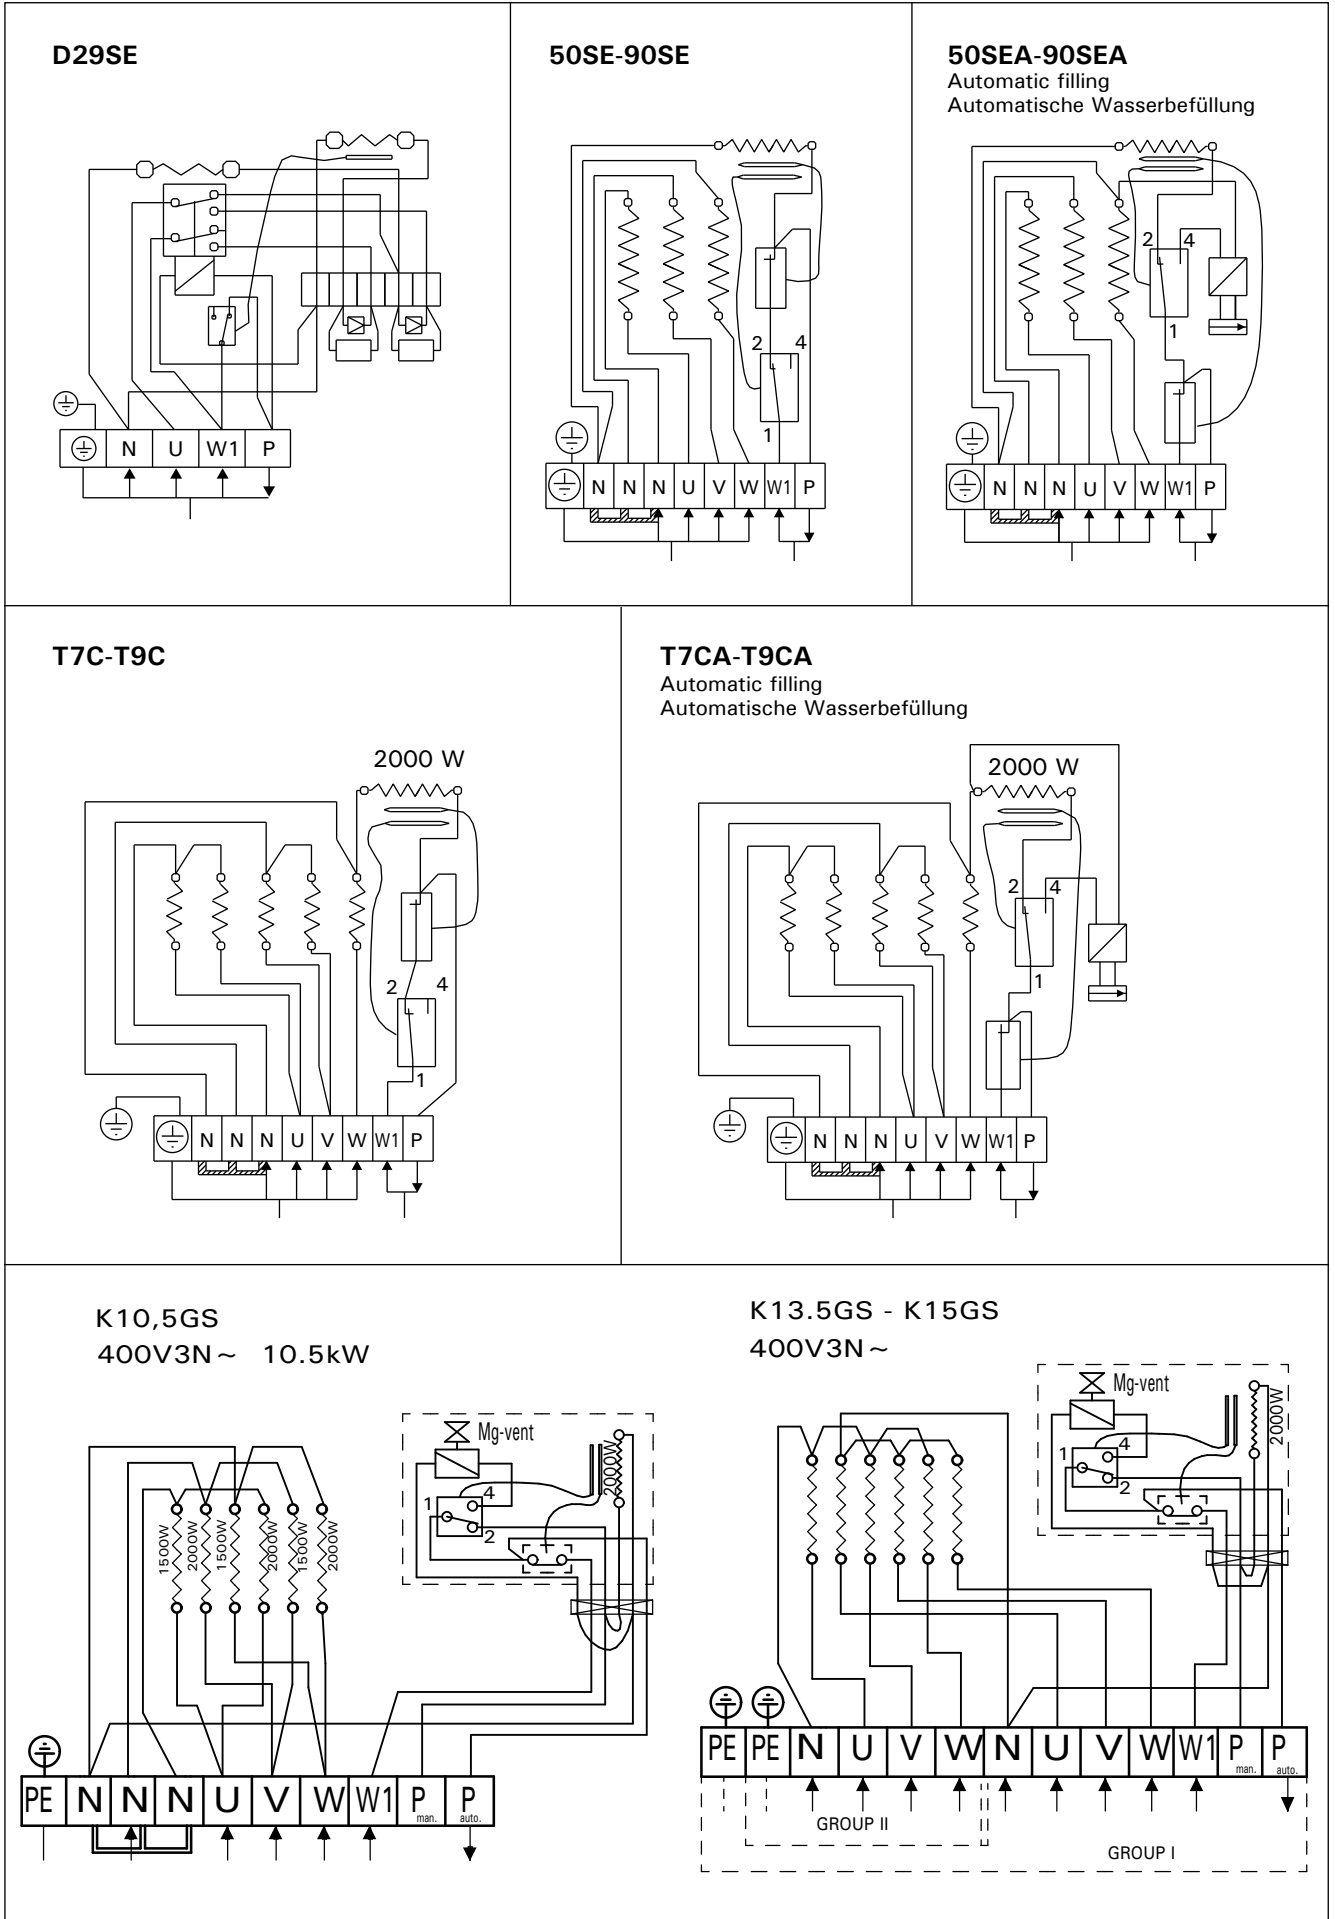 D29SE
N U W1 P
50SE-90SE
2 4
1
N N N U V W W1 P
50SEA-90SEA
Automatic filling
Automatische Wasserbefüllung
2 4
1
N N N U V W W1 P
T7C-T9C
2000 W
2 4
1
N N N U V W W1 P
T7CA-T9CA
Automatic filling
Automatische Wasserbefüllung
2000 W
2 4
1
N N N U V W W1 P
K10,5GS
400V3N~ 10.5kW
Mg-vent
2000W
1 4
2
1500W 2000W 1500W 2000W 1500W 2000W
PE N N N U V W W1 P man. P auto.
K13.5GS - K15GS
400V3N~
Mg-vent
2000W
1 4
2
PE PE N U V W N U V W W1 P man. P auto.
GROUP II
GROUP I